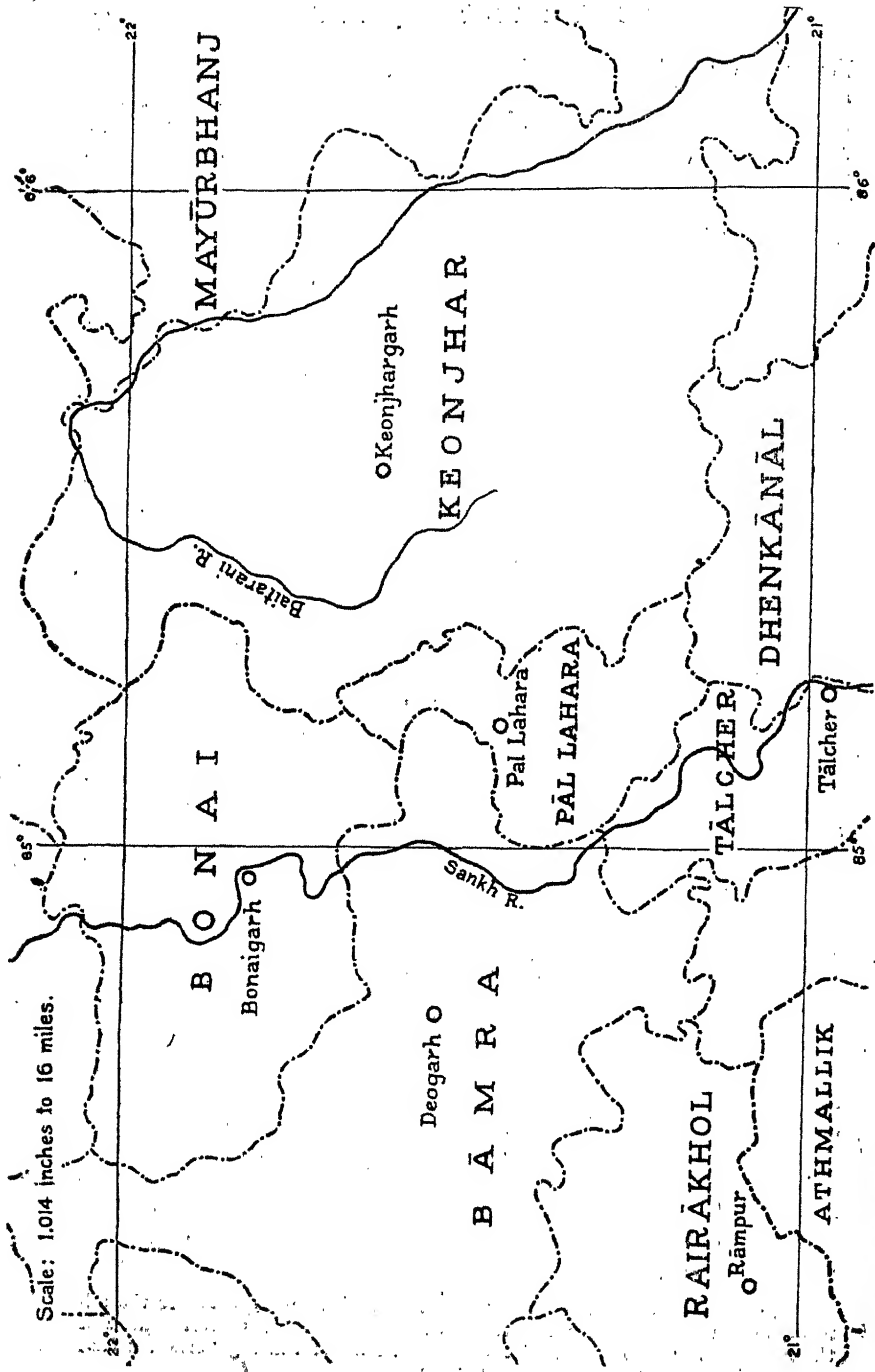 Scale: 1.014 inches to 16 miles.
85°
22°
22°
22
MAYŪRBHANJ
BONAI
Bonaigarh
Baitarani R.
Keonjhargarh
KEONJHAR
Deogarh
BĀMRA
Sankh R.
Pal Lahara
PĀL LAHARA
RAIRĀKHOL
Rāmpur
TĀLCHER
DHENKĀNĀL
Tālcher
ATHMALLIK
21°
21°
85°
86°